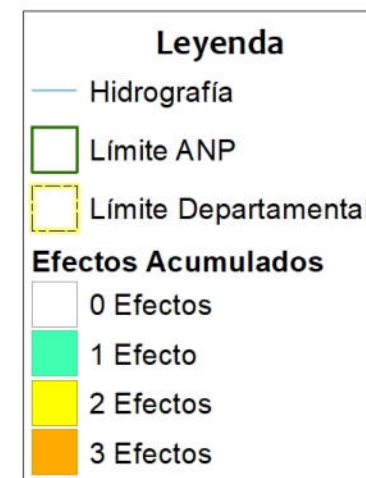 Leyenda
Hidrografía
Límite ANP
Límite Departamental
Efectos Acumulados
0 Efectos
1 Efecto
2 Efectos
3 Efectos